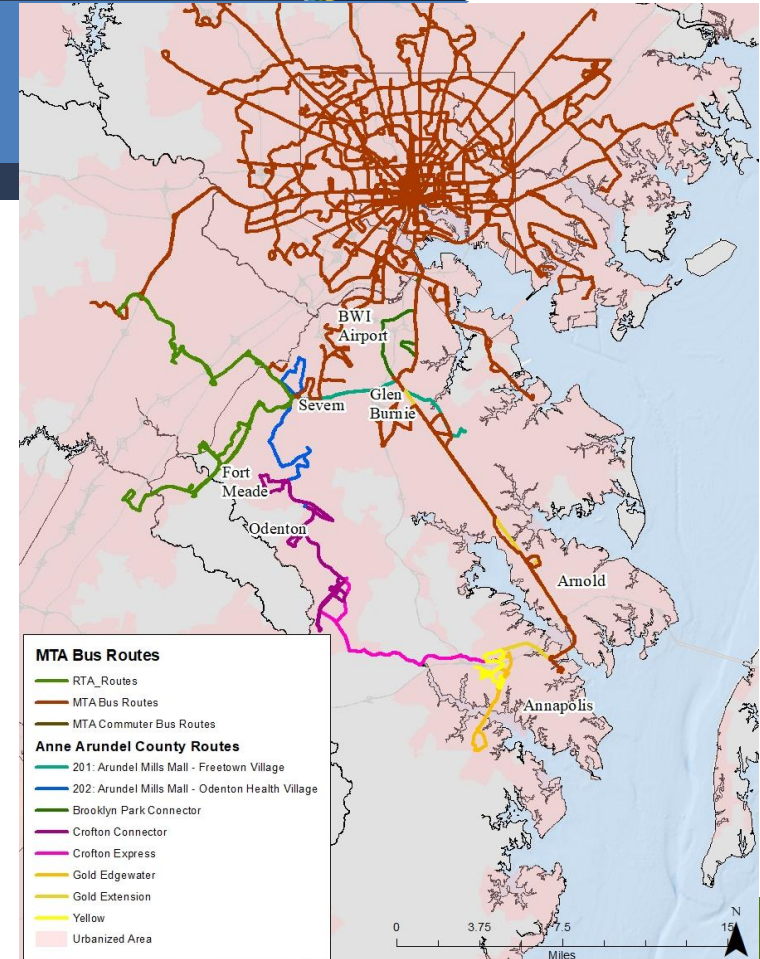 BWI
Airport
Severn
Glen
Burnie
Fort
Meade
Odenton
Arnold
Annapolis
MTA Bus Routes
RTA_Routes
MTA Bus Routes
MTA Commuter Bus Routes
Anne Arundel County Routes
201: Arundel Mills Mall - Freetown Village
202: Arundel Mills Mall - Odenton Health Village
Brooklyn Park Connector
Crofton Connector
Crofton Express
Gold Edgewater
Gold Extension
Yellow
Urbanized Area
N
0 3.75 7.5 15
Miles